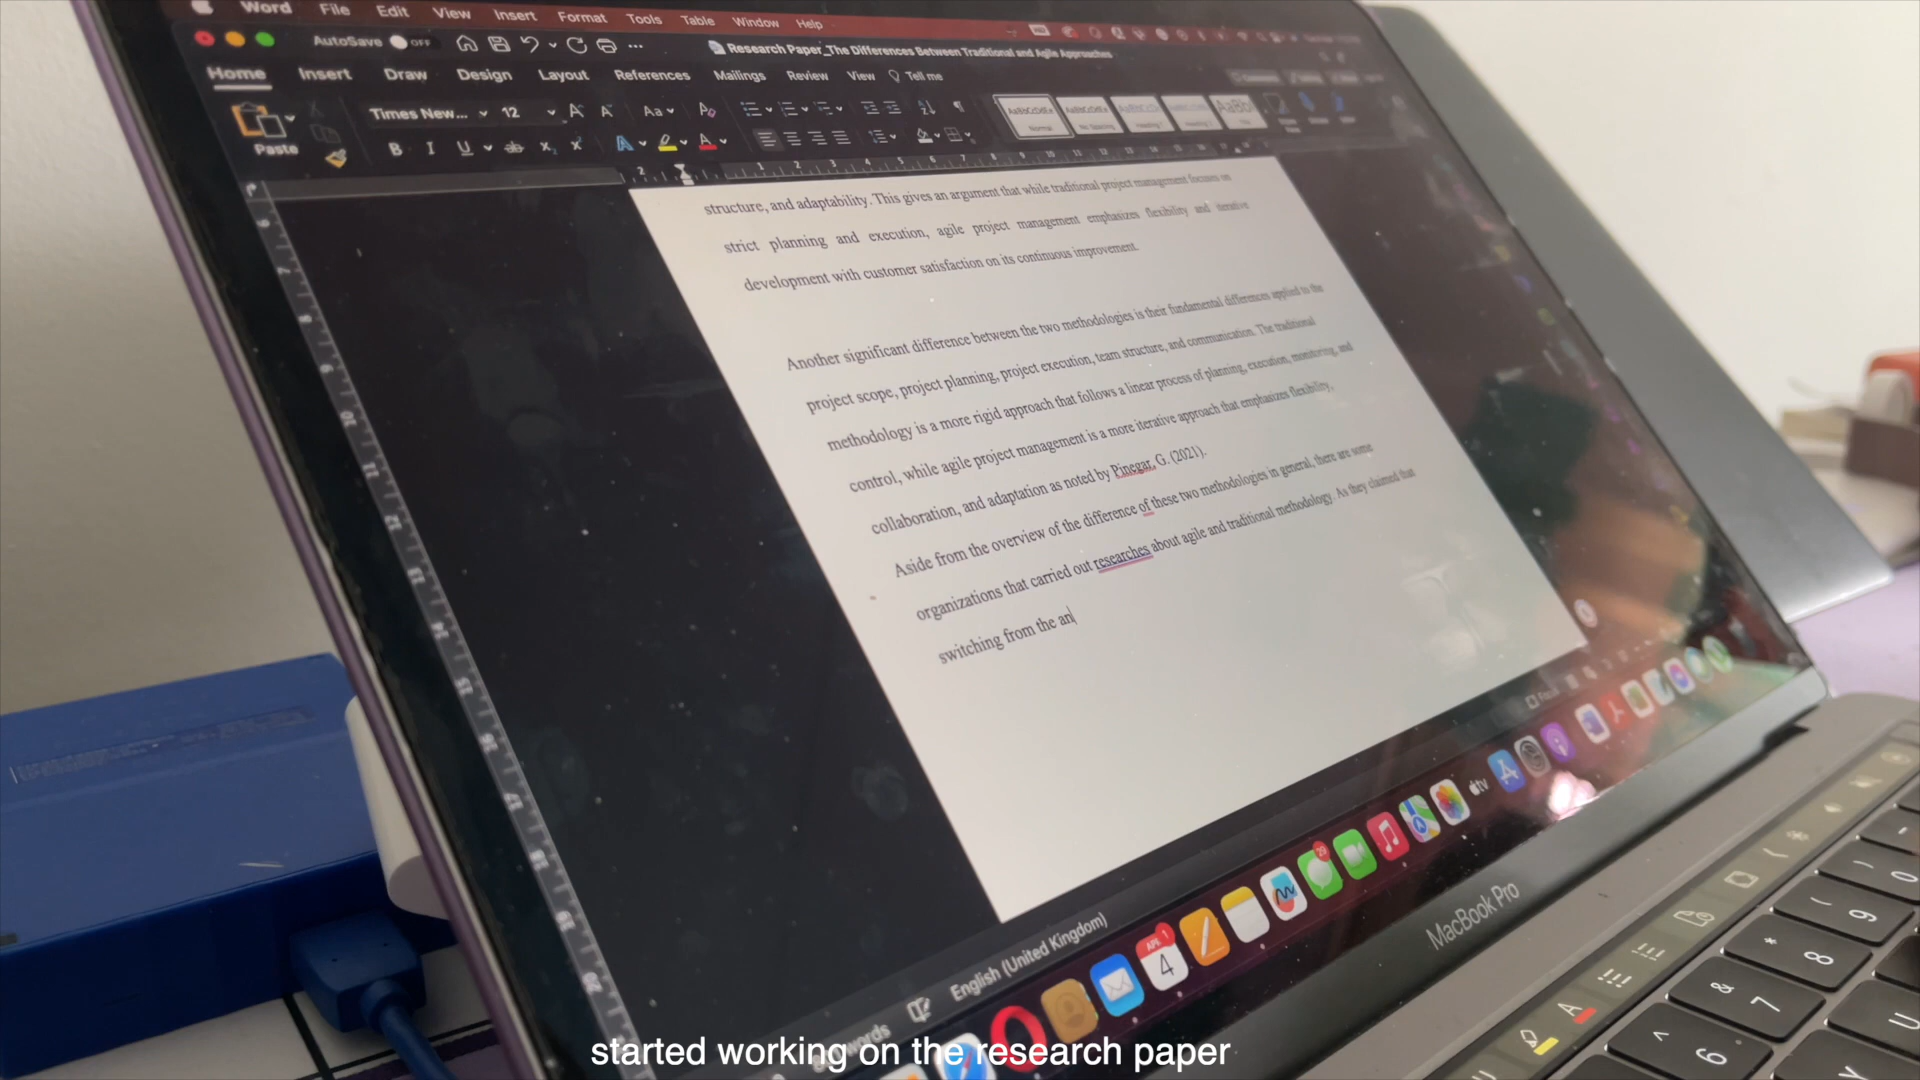 Word File Edit View Insert Format Tools Table Window Help
AutoSave OFF
Research Paper_The Differences Between Traditional and Agile Approaches
Home Insert Draw Design Layout References Mailings Review View Tell me
Paste
Times New... 12
structure, and adaptability. This gives an argument that while traditional project management focuses on
strict planning and execution, agile project management emphasizes flexibility and iterative
development with customer satisfaction on its continuous improvement.
Another significant difference between the two methodologies is their fundamental differences applied to the
project scope, project planning, project execution, team structure, and communication. The traditional
methodology is a more rigid approach that follows a linear process of planning, execution, monitoring, and
control, while agile project management is a more iterative approach that emphasizes flexibility,
collaboration, and adaptation as noted by Pinegar, G. (2021).
Aside from the overview of the difference of these two methodologies in general, there are some
organizations that carried out researches about agile and traditional methodology. As they claimed that
switching from the an
Focus
English (United Kingdom)
APR
4
29
tv
MacBook Pro
started working on the research paper